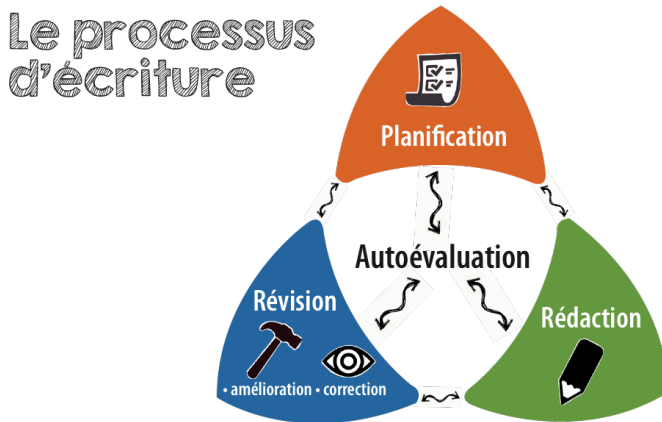 Le processus
d'écriture
Planification
Autoévaluation
Révision
• amélioration • correction
Rédaction